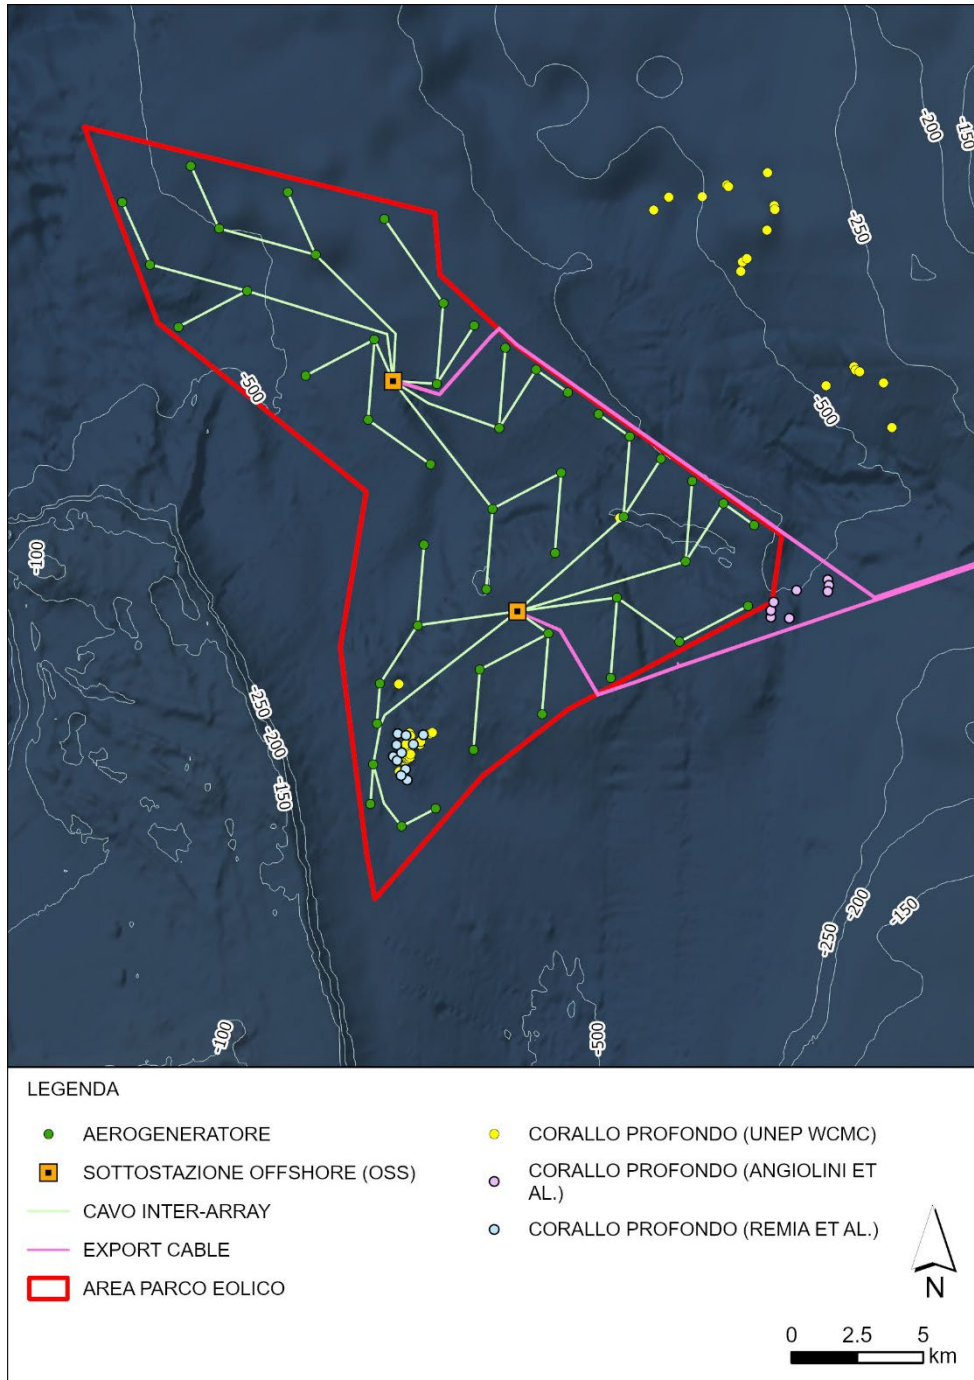 -200
-150
-250
-500
-500
-100
-250
-200
-150
-200
-150
-250
-100
-500
LEGENDA
AEROGENERATORE
SOTTOSTAZIONE OFFSHORE (OSS)
CAVO INTER-ARRAY
EXPORT CABLE
AREA PARCO EOLICO
CORALLO PROFONDO (UNEP WCMC)
CORALLO PROFONDO (ANGIOLINI ET
AL.)
CORALLO PROFONDO (REMIA ET AL.)
N
0 2.5 5
km